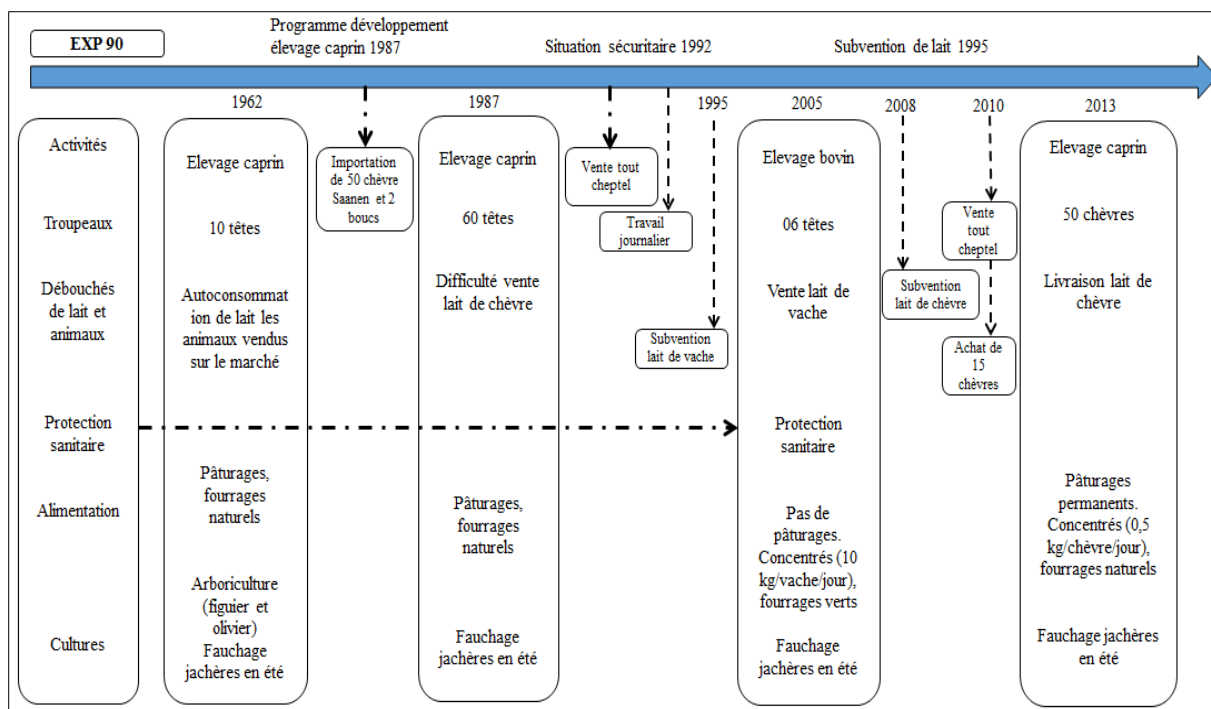 EXP 90
Programme développement
élevage caprin 1987
Situation sécuritaire 1992
Subvention de lait 1995
1962
1987
1995
2005
2008
2010
2013
Activités
Troupeaux
Débouchés
de lait et
animaux
Protection
sanitaire
Alimentation
Cultures
Elevage caprin
10 têtes
Autoconsommat
ion de lait les
animaux vendus
sur le marché
Pâturages,
fourrages
naturels
Arboriculture
(figuier et
olivier)
Fauchage
jachères en été
Importation
de 50 chèvre
Saanen et 2
boucs
Elevage caprin
60 têtes
Difficulté vente
lait de chèvre
Pâturages,
fourrages
naturels
Fauchage
jachères en été
Vente tout
cheptel
Travail
journalier
Subvention
lait de vache
Elevage bovin
06 têtes
Vente lait de
vache
Protection
sanitaire
Pas de
pâturages.
Concentrés (10
kg/vache/jour),
fourrages verts
Fauchage
jachères en été
Subvention
lait de chèvre
Vente
tout
cheptel
Achat de
15
chèvres
Elevage caprin
50 chèvres
Livraison lait de
chèvre
Pâturages
permanents.
Concentrés (0,5
kg/chèvre/jour),
fourrages naturels
Fauchage jachères
en été